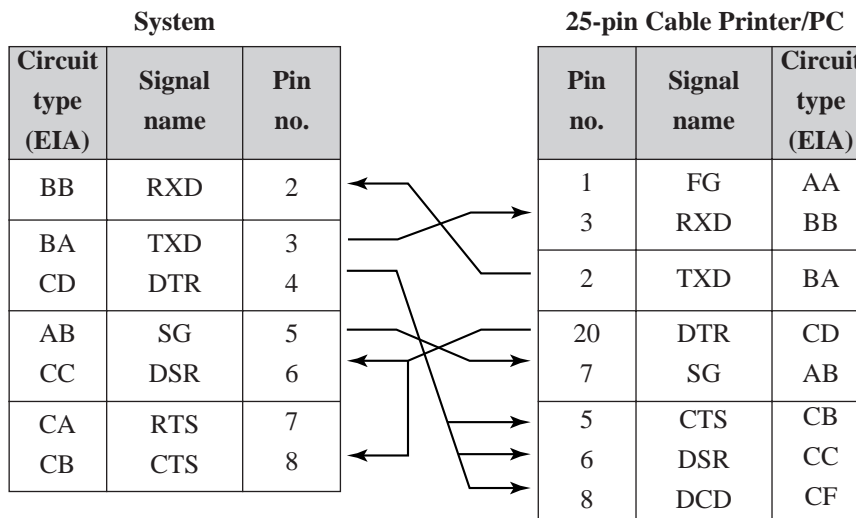 System
Circuit type (EIA) Signal name Pin no.
BB RXD 2
BA TXD 3
CD DTR 4
AB SG 5
CC DSR 6
CA RTS 7
CB CTS 8
25-pin Cable Printer/PC
Pin no. Signal name Circuit type (EIA)
1 FG AA
3 RXD BB
2 TXD BA
20 DTR CD
7 SG AB
5 CTS CB
6 DSR CC
8 DCD CF